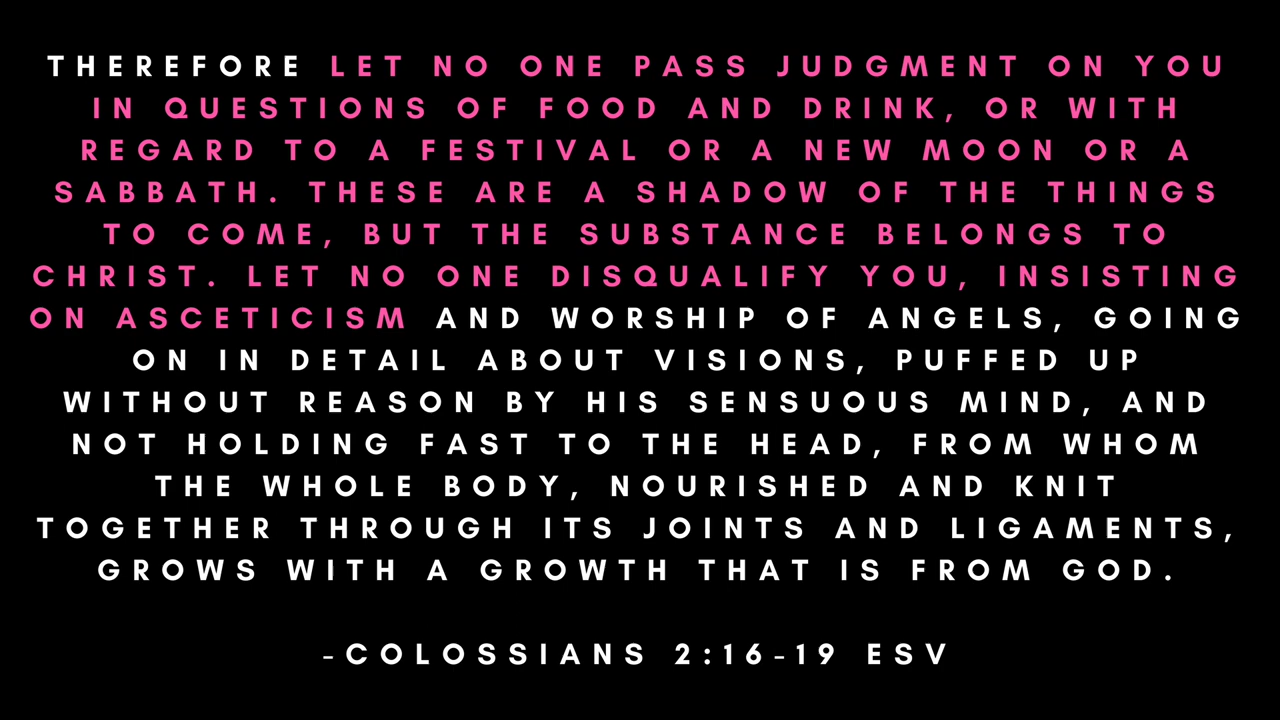 THEREFORE LET NO ONE PASS JUDGMENT ON YOU
IN QUESTIONS OF FOOD AND DRINK, OR WITH
REGARD TO A FESTIVAL OR A NEW MOON OR A
SABBATH. THESE ARE A SHADOW OF THE THINGS
TO COME, BUT THE SUBSTANCE BELONGS TO
CHRIST. LET NO ONE DISQUALIFY YOU, INSISTING
ON ASCETICISM AND WORSHIP OF ANGELS, GOING
ON IN DETAIL ABOUT VISIONS, PUFFED UP
WITHOUT REASON BY HIS SENSUOUS MIND, AND
NOT HOLDING FAST TO THE HEAD, FROM WHOM
THE WHOLE BODY, NOURISHED AND KNIT
TOGETHER THROUGH ITS JOINTS AND LIGAMENTS,
GROWS WITH A GROWTH THAT IS FROM GOD.
-COLOSSIANS 2:16-19 ESV